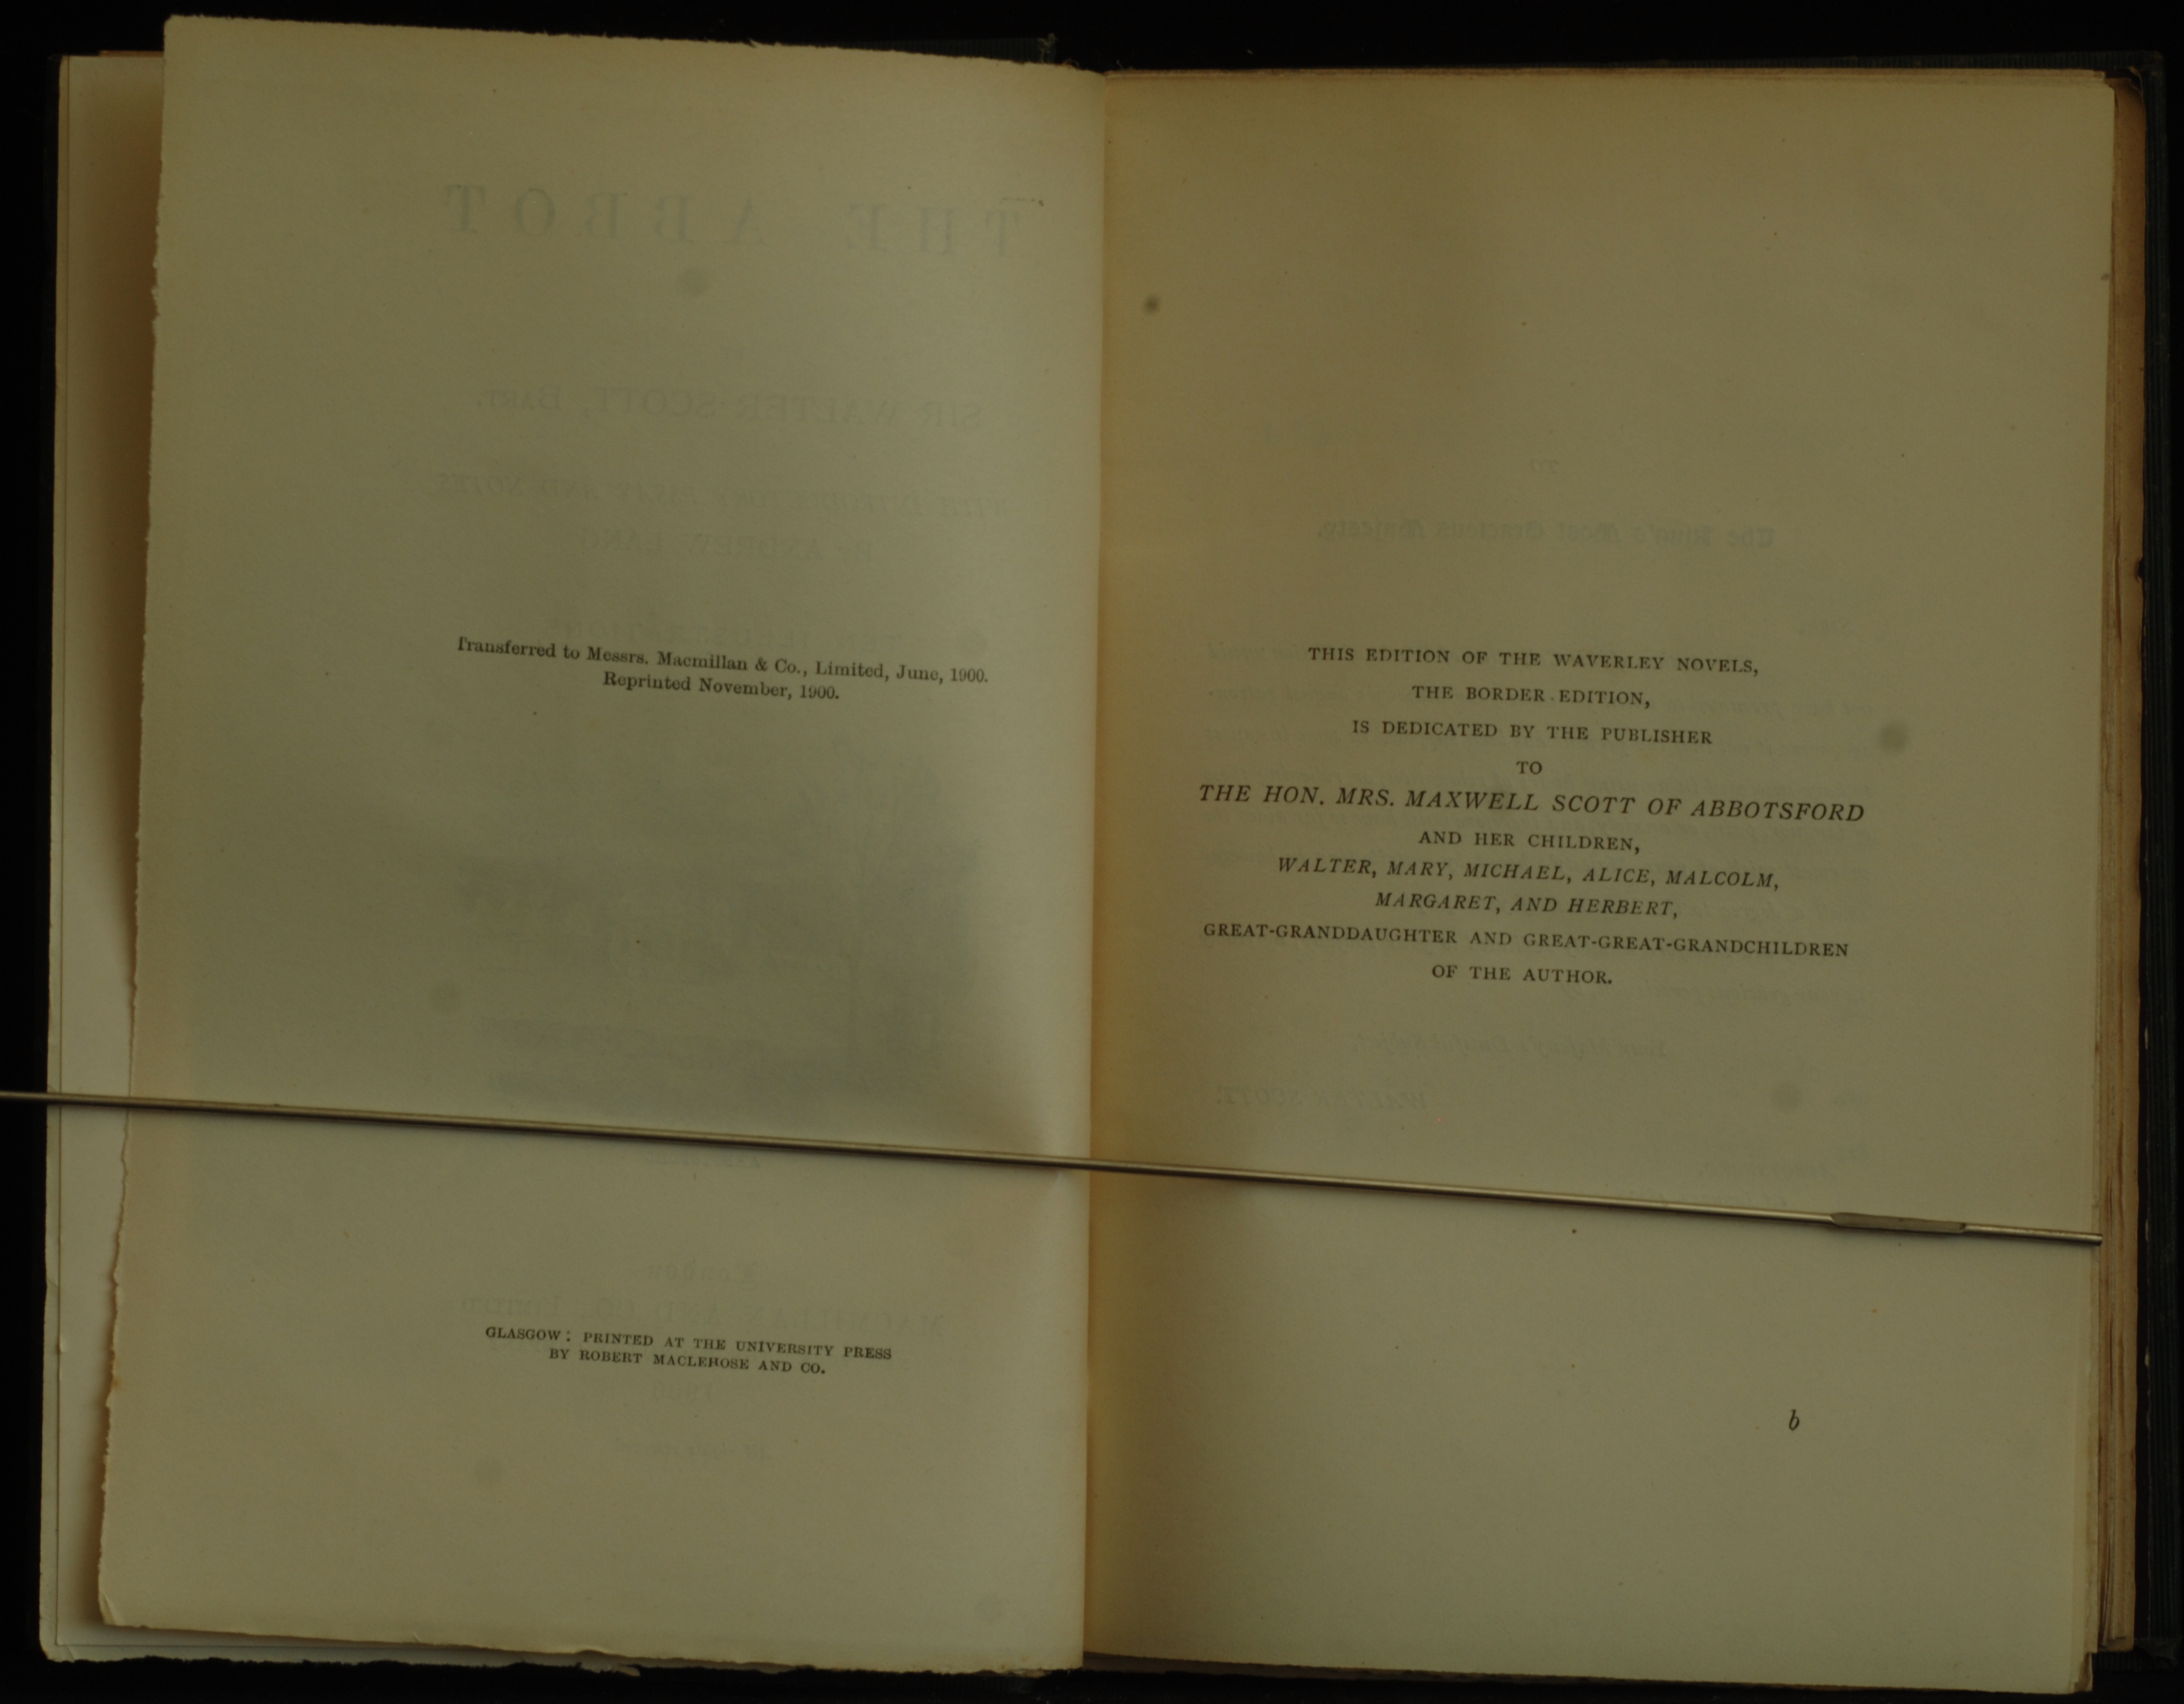 Transferred to Messrs. Macmillan & Co., Limited, June, 1900.
Reprinted November, 1900.
GLASGOW: PRINTED AT THE UNIVERSITY PRESS
BY ROBERT MACLEHOSE AND CO.
THIS EDITION OF THE WAVERLEY NOVELS,
THE BORDER EDITION,
IS DEDICATED BY THE PUBLISHER
TO
THE HON. MRS. MAXWELL SCOTT OF ABBOTSFORD
AND HER CHILDREN,
WALTER, MARY, MICHAEL, ALICE, MALCOLM,
MARGARET, AND HERBERT,
GREAT-GRANDDAUGHTER AND GREAT-GREAT-GRANDCHILDREN
OF THE AUTHOR.
b